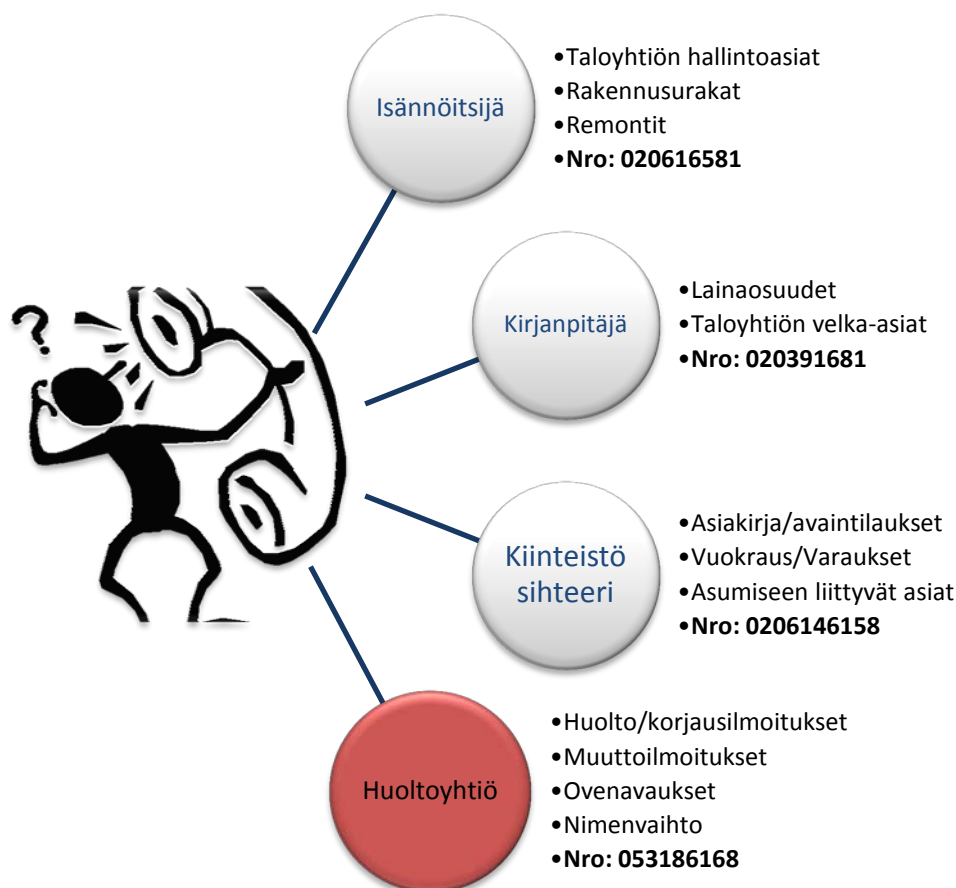 Isännöitsijä
•Taloyhtiön hallintoasiat
•Rakennusurakat
•Remontit
•Nro: 020616581
Kirjanpitäjä
•Lainaosuudet
•Taloyhtiön velka-asiat
•Nro: 020391681
?
Kiinteistö
sihteeri
•Asiakirja/avaintilaukset
•Vuokraus/Varaukset
•Asumiseen liittyvät asiat
•Nro: 0206146158
Huoltoyhtiö
•Huolto/korjausilmoitukset
•Muuttoilmoitukset
•Ovenavaukset
•Nimenvaihto
•Nro: 053186168